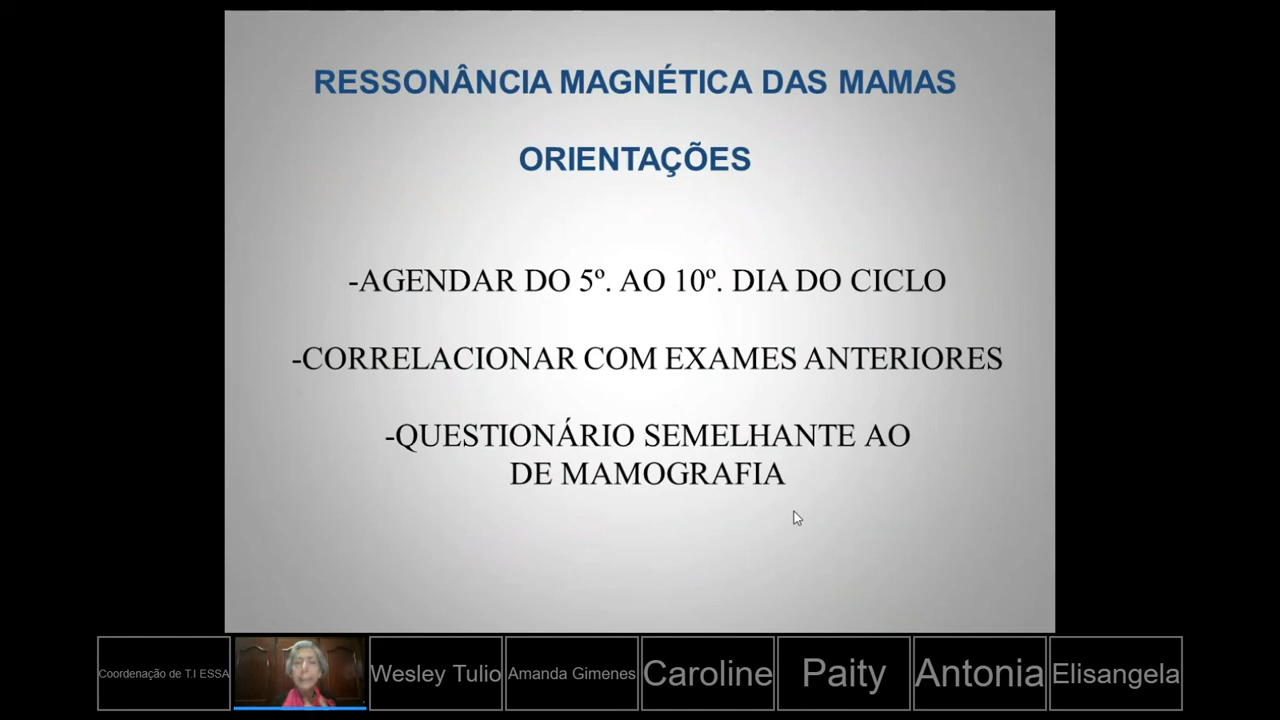 RESSONÂNCIA MAGNÉTICA DAS MAMAS
ORIENTAÇÕES
-AGENDAR DO 5º. AO 10º. DIA DO CICLO
-CORRELACIONAR COM EXAMES ANTERIORES
-QUESTIONÁRIO SEMELHANTE AO
DE MAMOGRAFIA
Coordenação de T.I ESSA
Wesley Tulio
Amanda Gimenes
Caroline
Paity
Antonia
Elisangela